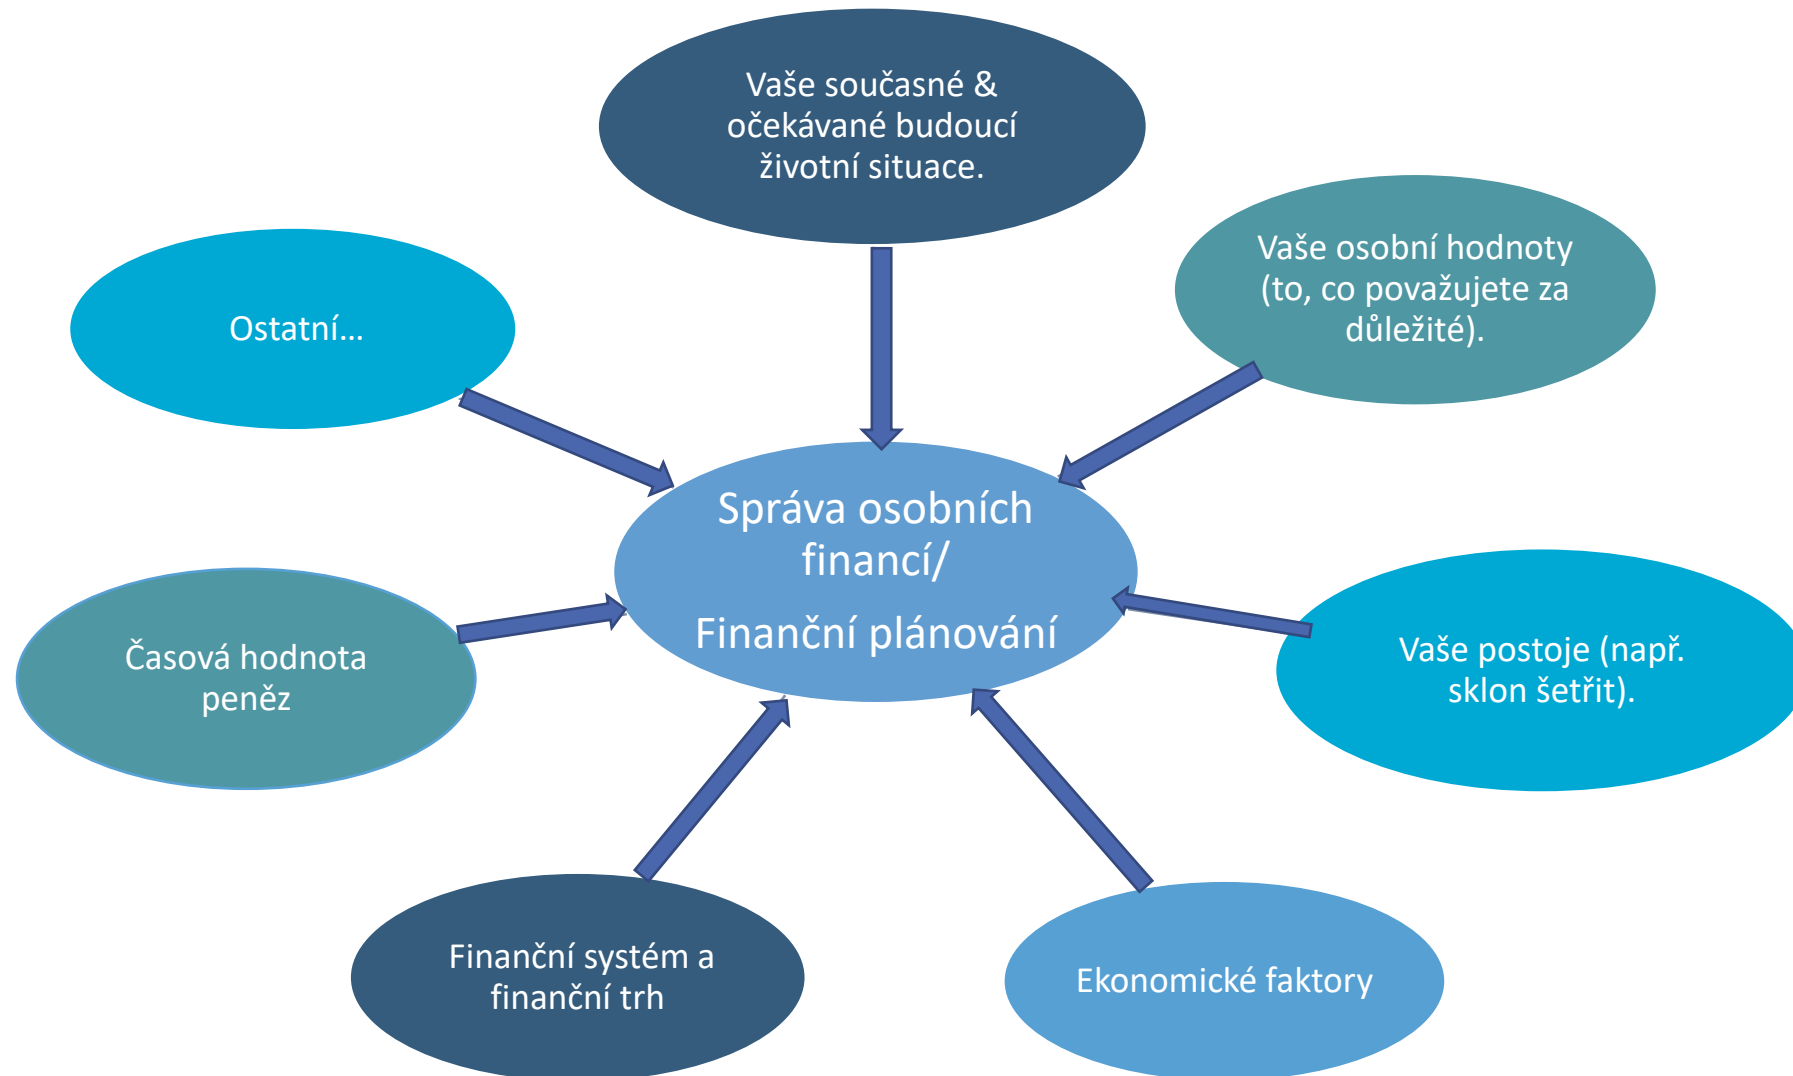 Vaše současné &
očekávané budoucí
životní situace.
Vaše osobní hodnoty
(to, co považujete za
důležité).
Ostatní...
Správa osobních
financí/
Finanční plánování
Časová hodnota
peněz
Vaše postoje (např.
sklon šetřit).
Finanční systém a
finanční trh
Ekonomické faktory